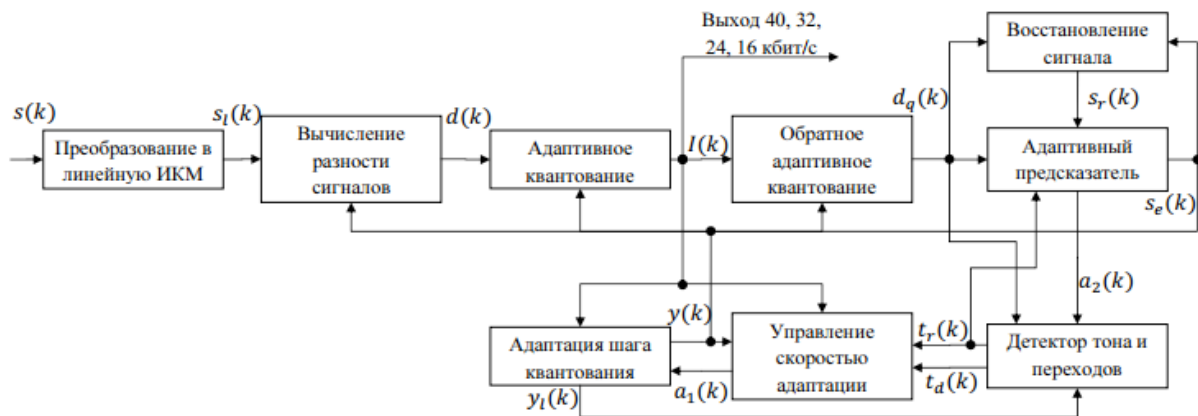 Выход 40, 32,
24, 16 кбит/с
Восстановление
сигнала
s(k)
s_l(k)
d(k)
I(k)
d_q(k)
s_r(k)
Преобразование в
линейную ИКМ
Вычисление
разности
сигналов
Адаптивное
квантование
Обратное
адаптивное
квантование
Адаптивный
предсказатель
s_e(k)
a_2(k)
y(k)
Адаптация шага
квантования
Управление
скоростью
адаптации
t_r(k)
Детектор тона и
переходов
t_d(k)
a_1(k)
y_l(k)